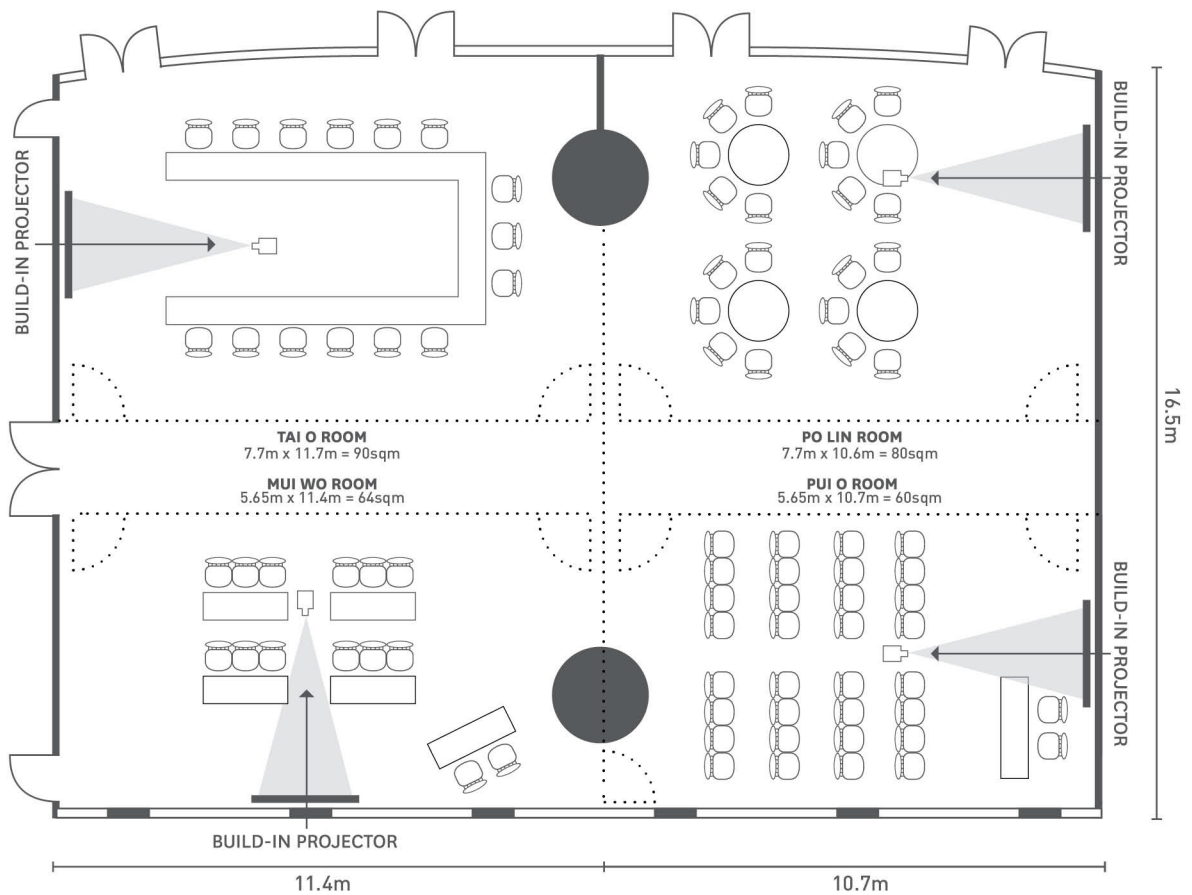 BUILD-IN PROJECTOR
BUILD-IN PROJECTOR
16.5m
TAI O ROOM
7.7m x 11.7m = 90sqm
MUI WO ROOM
5.65m x 11.4m = 64sqm
PO LIN ROOM
7.7m x 10.6m = 80sqm
PUI O ROOM
5.65m x 10.7m = 60sqm
BUILD-IN PROJECTOR
BUILD-IN PROJECTOR
11.4m
10.7m